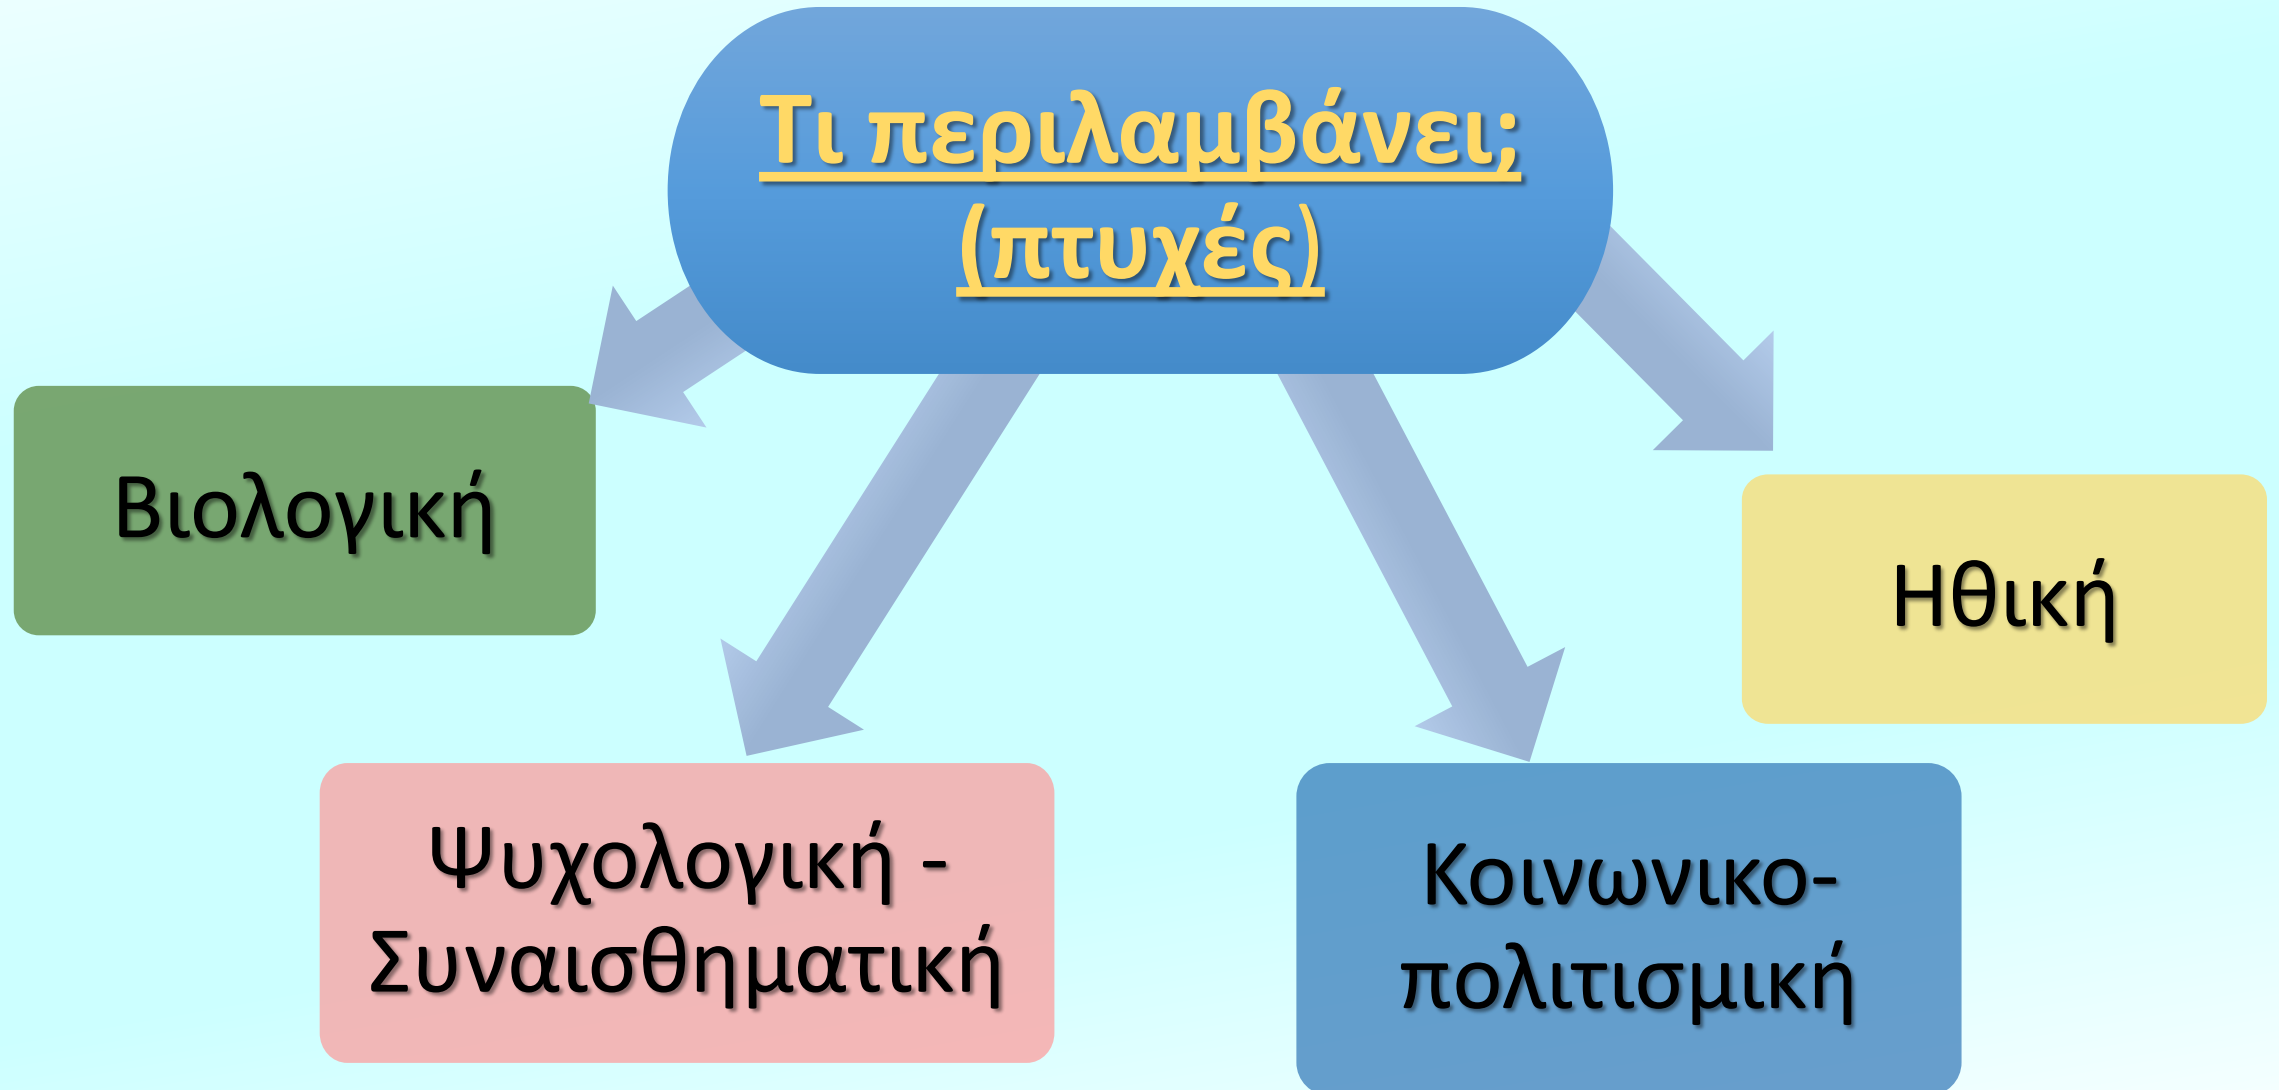 Τι περιλαμβάνει;
(πτυχές)
Βιολογική
Ηθική
Ψυχολογική -
Συναισθηματική
Κοινωνικο-
πολιτισμική